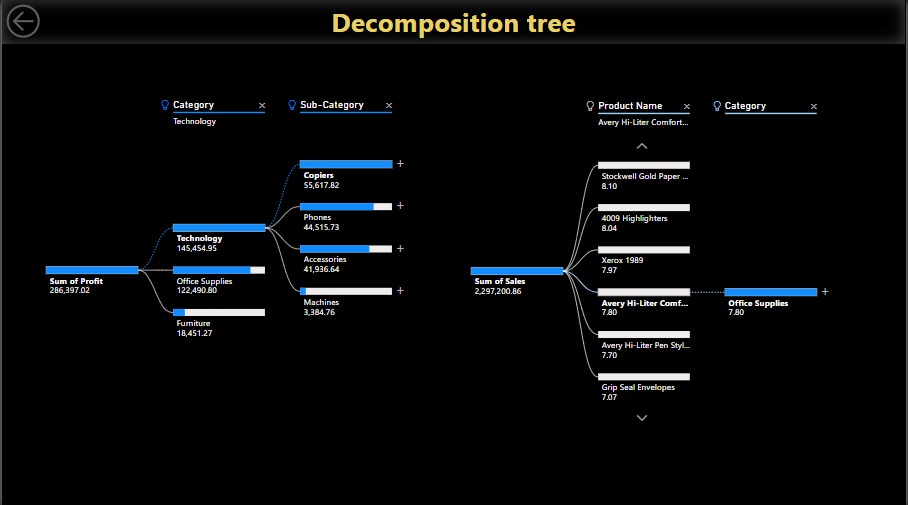 Decomposition tree
Category ×
Technology
Sub-Category ×
Sum of Profit
286,397.02
Technology
145,454.95
Office Supplies
122,490.80
Furniture
18,451.27
Copiers +
55,617.82
Phones +
44,515.73
Accessories +
41,936.64
Machines +
3,384.76
Product Name ×
Avery Hi-Liter Comfort...
Category ×
Sum of Sales
2,297,200.86
Stockwell Gold Paper ...
8.10
4009 Highlighters
8.04
Xerox 1989
7.97
Avery Hi-Liter Comf...
7.80
Avery Hi-Liter Pen Styl...
7.70
Grip Seal Envelopes
7.07
Office Supplies +
7.80